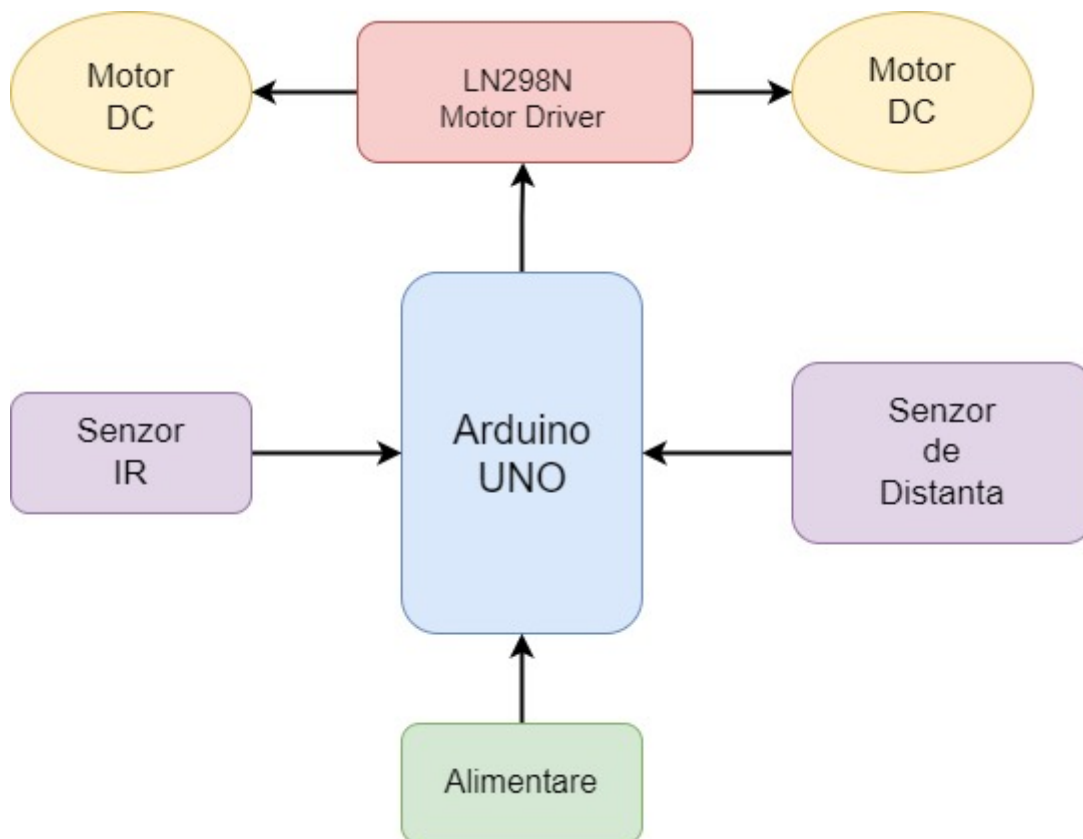 Motor
DC
LN298N
Motor Driver
Motor
DC
Senzor
IR
Arduino
UNO
Senzor
de
Distanta
Alimentare